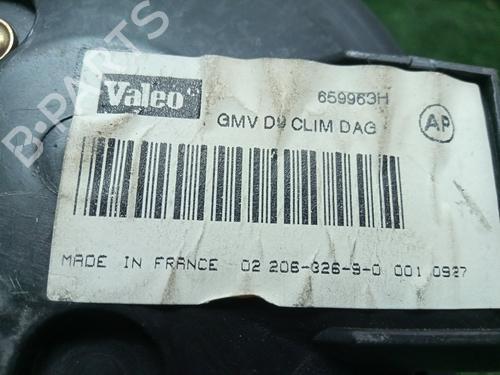 Valeo
659963H
GMV D9 CLIM DAG
AP
MADE IN FRANCE 02 206-326-9-0 001 0927
B-PARTS